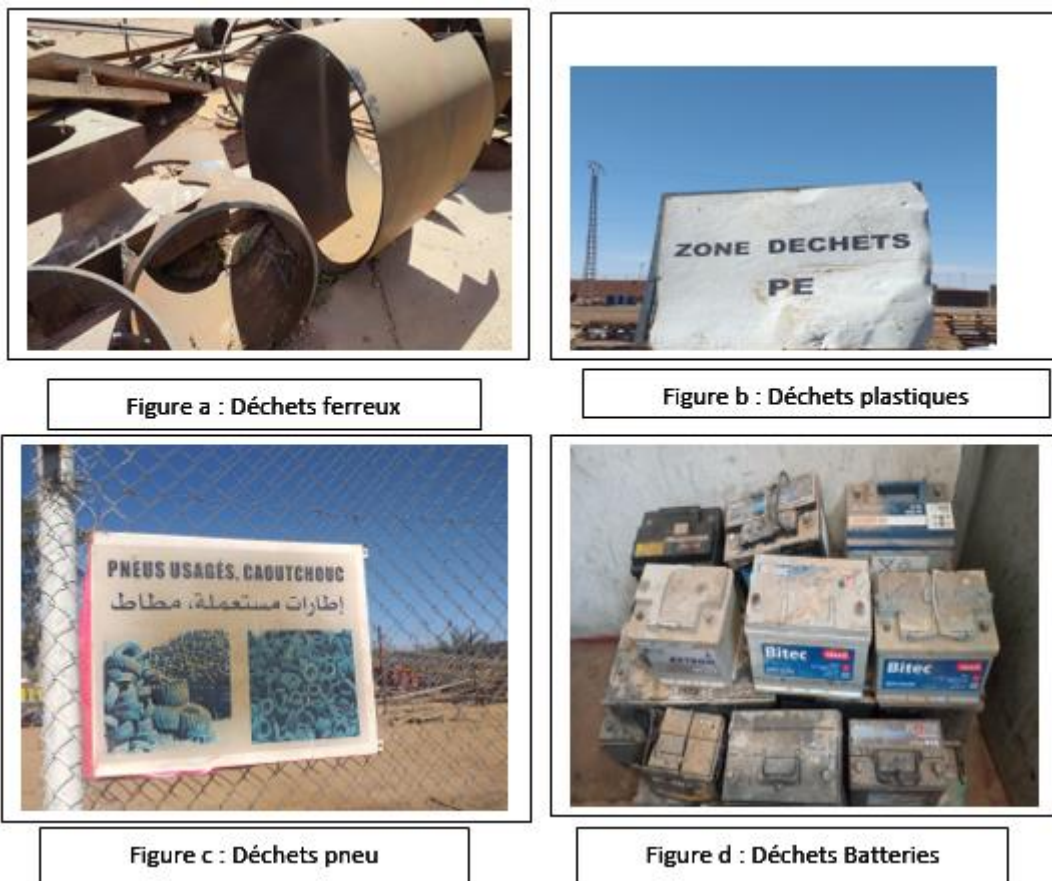 ZONE DECHETS
PE
Figure a : Déchets ferreux
Figure b : Déchets plastiques
PNEUS USAGÉS, CAOUTCHOUC
إطارات مستعملة، مطاط
Bitec
Bitec
Figure c : Déchets pneu
Figure d : Déchets Batteries